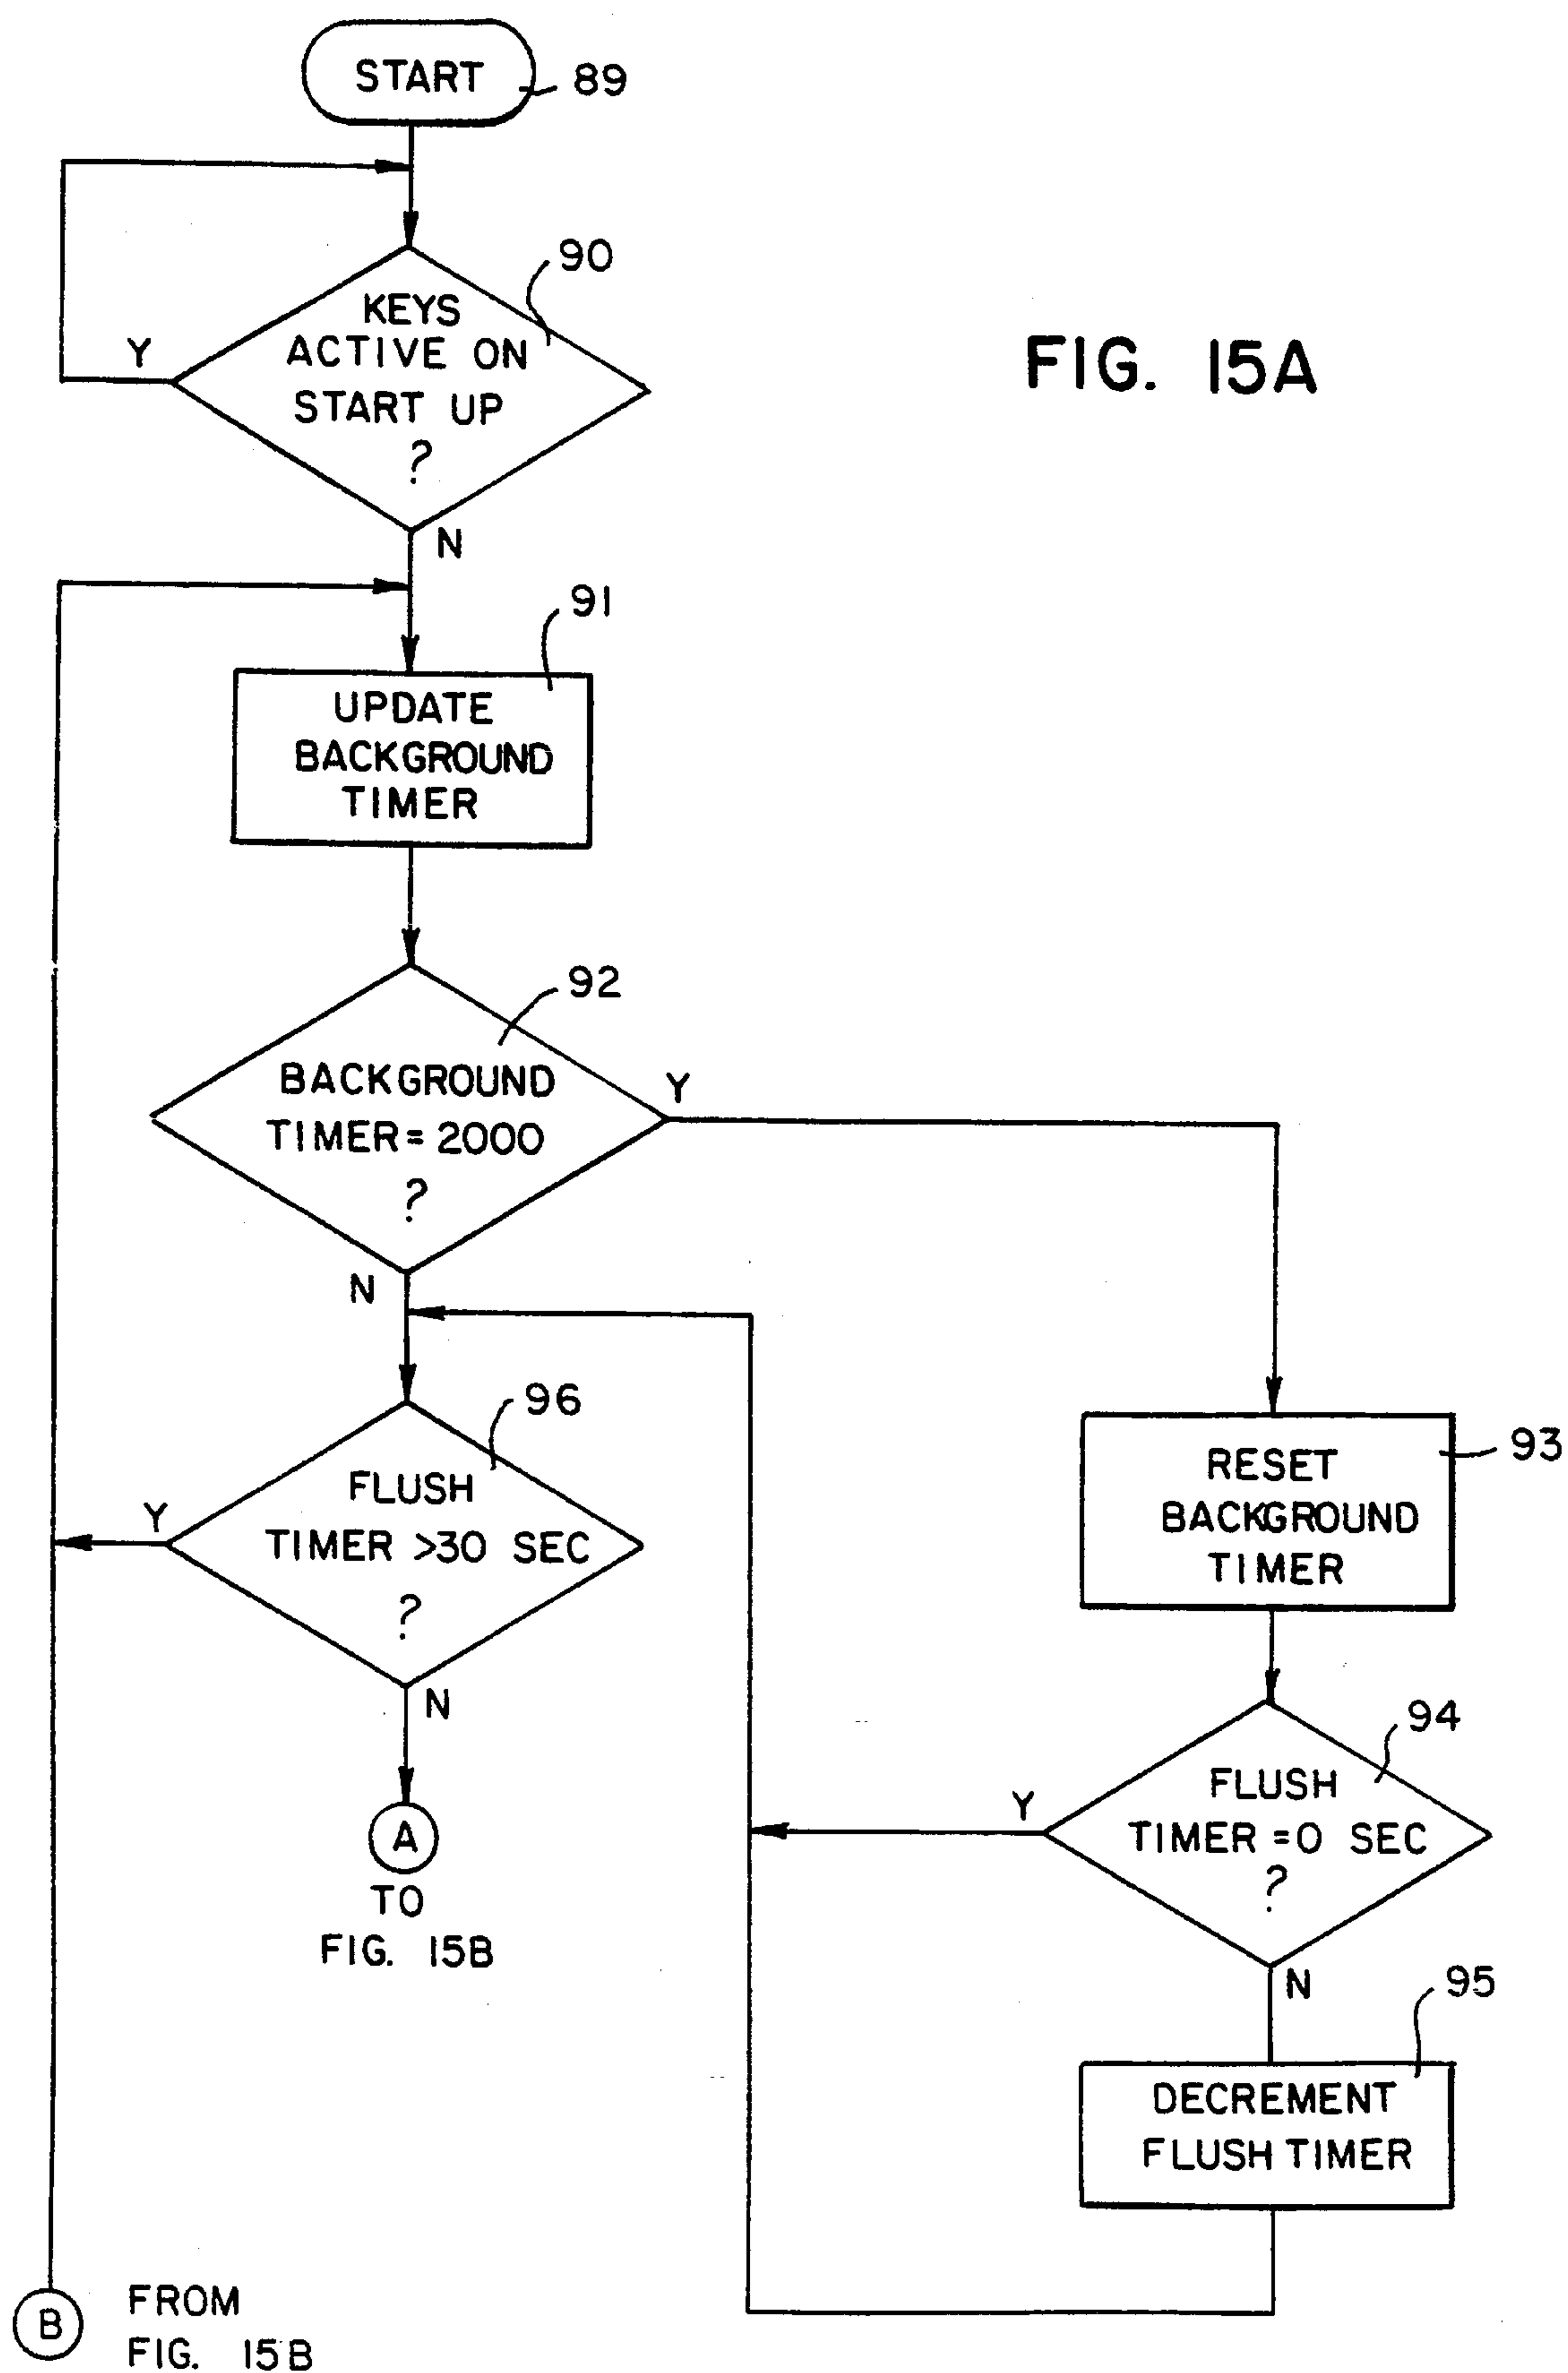 START
89
90
KEYS
ACTIVE ON
START UP
?
Y
N
FIG. 15A
91
UPDATE
BACKGROUND
TIMER
92
BACKGROUND
TIMER=2000
?
Y
N
96
FLUSH
TIMER >30 SEC
?
Y
N
A
TO
FIG. 15B
93
RESET
BACKGROUND
TIMER
94
FLUSH
TIMER =0 SEC
?
Y
N
95
DECREMENT
FLUSH TIMER
B
FROM
FIG. 15B